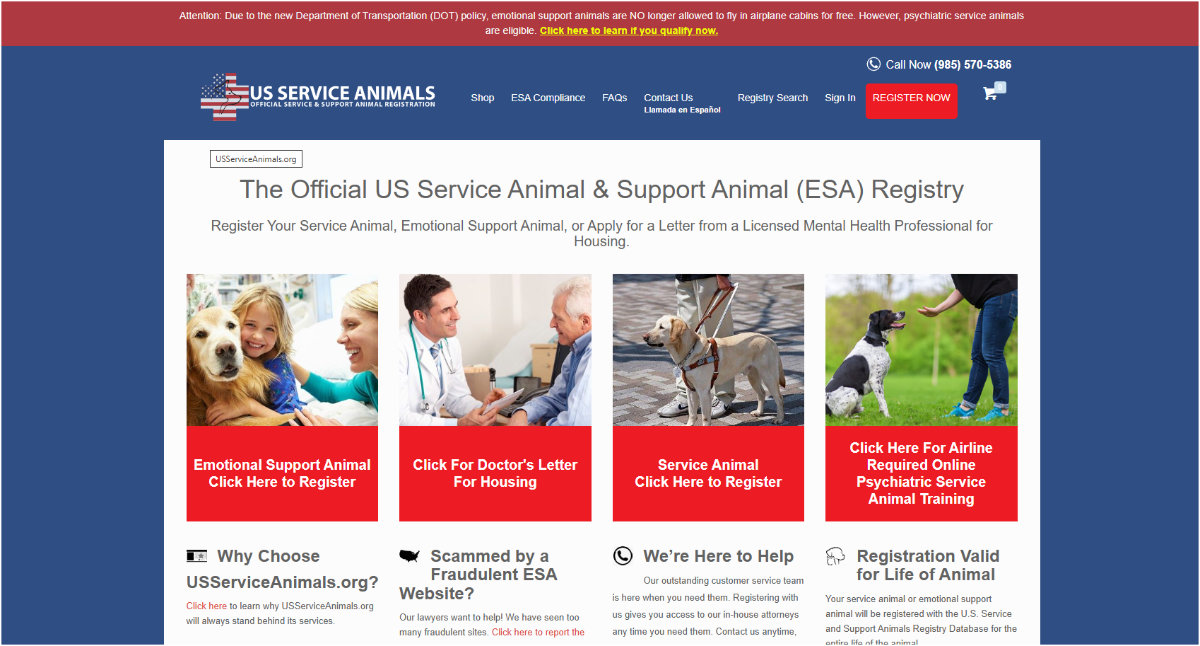 Attention: Due to the new Department of Transportation (DOT) policy, emotional support animals are NO longer allowed to fly in airplane cabins for free. However, psychiatric service animals
are eligible. Click here to learn if you qualify now.
Call Now (985) 570-5386
US SERVICE ANIMALS
OFFICIAL SERVICE & SUPPORT ANIMAL REGISTRATION
Shop
ESA Compliance
FAQs
Contact Us
Llamada en Español
Registry Search
Sign In
REGISTER NOW
0
USServiceAnimals.org
The Official US Service Animal & Support Animal (ESA) Registry
Register Your Service Animal, Emotional Support Animal, or Apply for a Letter from a Licensed Mental Health Professional for
Housing.
Emotional Support Animal
Click Here to Register
Click For Doctor's Letter
For Housing
Service Animal
Click Here to Register
Click Here For Airline
Required Online
Psychiatric Service
Animal Training
Why Choose
USServiceAnimals.org?
Click here to learn why USServiceAnimals.org
will always stand behind its services.
Scammed by a
Fraudulent ESA
Website?
Our lawyers want to help! We have seen too
many fraudulent sites. Click here to report the
We're Here to Help
Our outstanding customer service team
is here when you need them. Registering with
us gives you access to our in-house attorneys
any time you need them. Contact us anytime,
Registration Valid
for Life of Animal
Your service animal or emotional support
animal will be registered with the U.S. Service
and Support Animals Registry Database for the
entire life of the animal